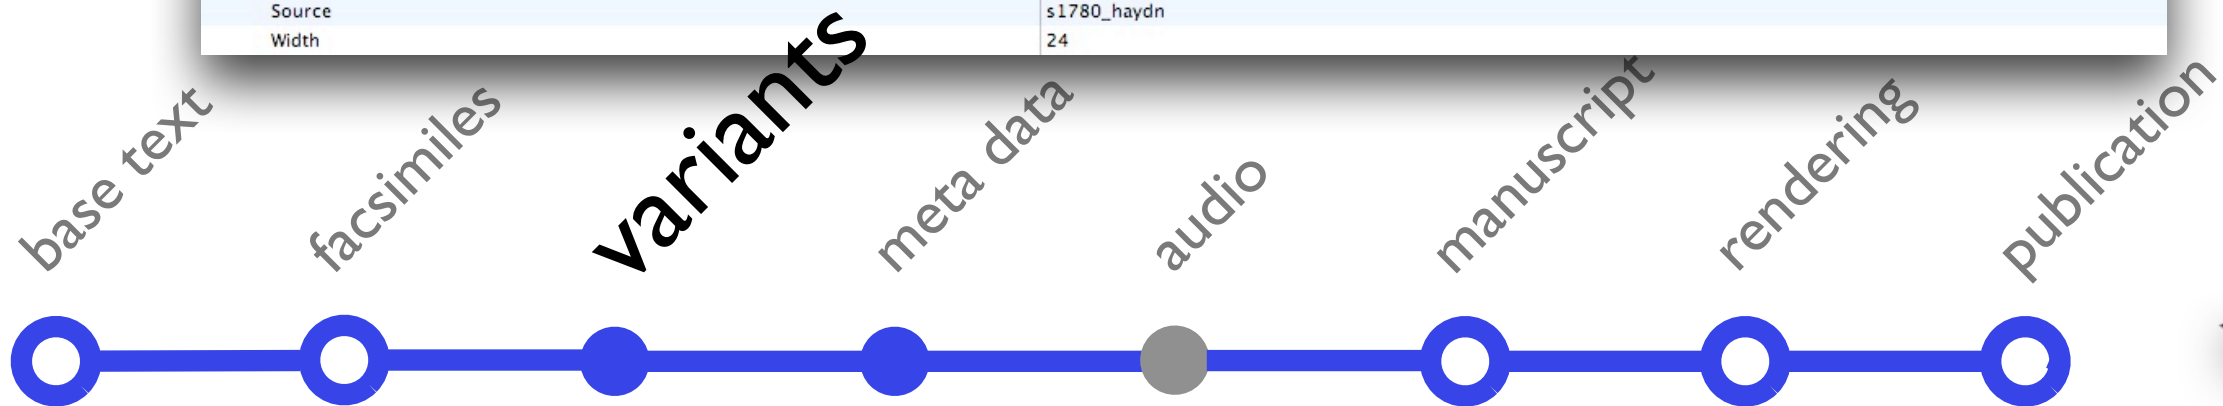 Source s1780_haydn
Width 24
base text
facsimiles
variants
meta data
audio
manuscript
rendering
publication